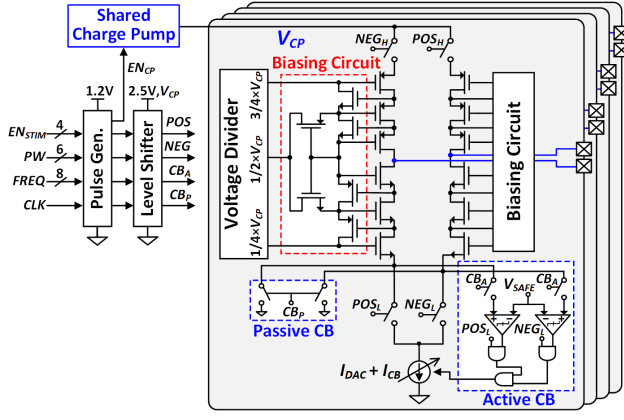 Shared
Charge Pump
V_CP
NEG_H
POS_H
EN_CP
Biasing Circuit
1.2V
2.5V,V_CP
EN_STIM
4
PW
6
FREQ
8
CLK
Pulse Gen.
Level Shifter
POS
NEG
CB_A
CB_P
Voltage Divider
3/4×V_CP
1/2×V_CP
1/4×V_CP
Biasing Circuit
CB_P
Passive CB
POS_L
NEG_L
CB_A
V_SAFE
CB_A
+
-
-
+
POS_L
NEG_L
I_DAC + I_CB
Active CB